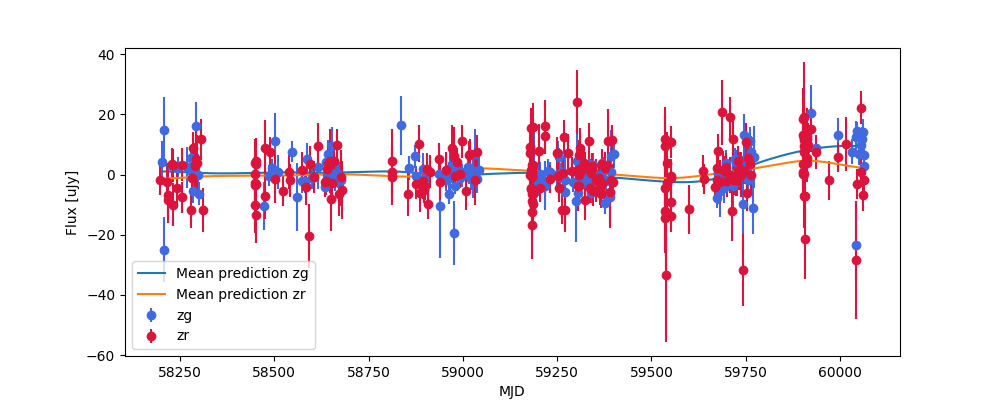 40
20
0
−20
−40
−60
Flux [uJy]
Mean prediction zg
Mean prediction zr
zg
zr
58250
58500
58750
59000
59250
59500
59750
60000
MJD